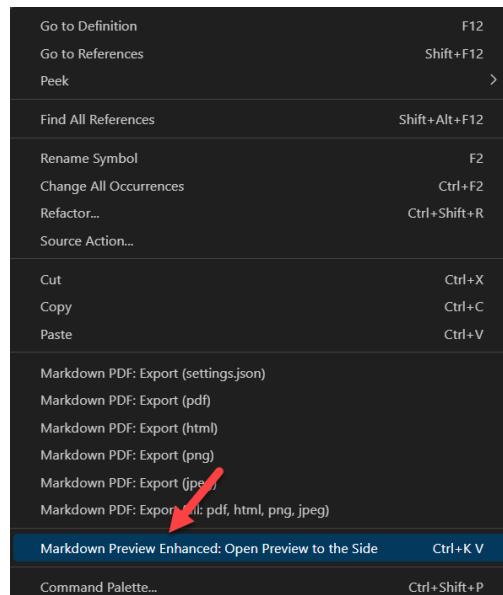 Go to Definition F12
Go to References Shift+F12
Peek
Find All References Shift+Alt+F12
Rename Symbol F2
Change All Occurrences Ctrl+F2
Refactor... Ctrl+Shift+R
Source Action...
Cut Ctrl+X
Copy Ctrl+C
Paste Ctrl+V
Markdown PDF: Export (settings.json)
Markdown PDF: Export (pdf)
Markdown PDF: Export (html)
Markdown PDF: Export (png)
Markdown PDF: Export (jpeg)
Markdown PDF: Export pdf, html, png, jpeg)
Markdown Preview Enhanced: Open Preview to the Side Ctrl+K V
Command Palette... Ctrl+Shift+P